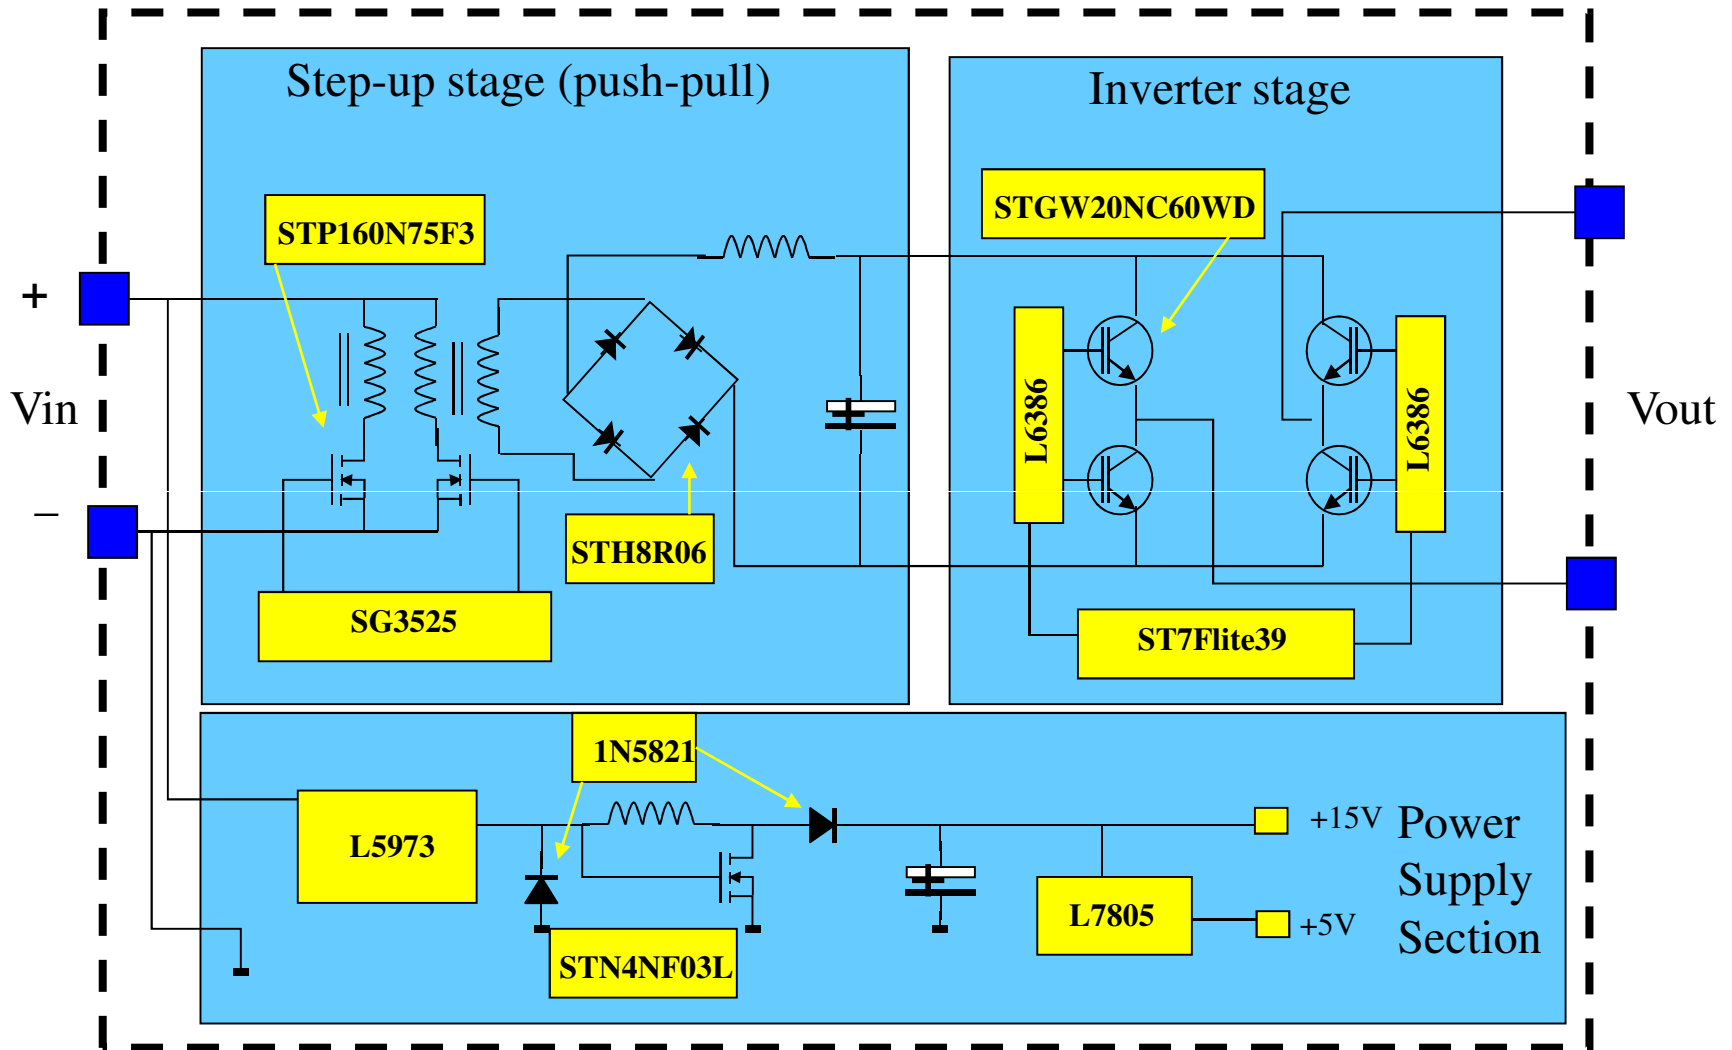 Step-up stage (push-pull)
Inverter stage
STP160N75F3
STGW20NC60WD
+
Vin
–
L6386
L6386
Vout
STH8R06
SG3525
ST7Flite39
1N5821
L5973
+15V
Power
Supply
Section
L7805
+5V
STN4NF03L